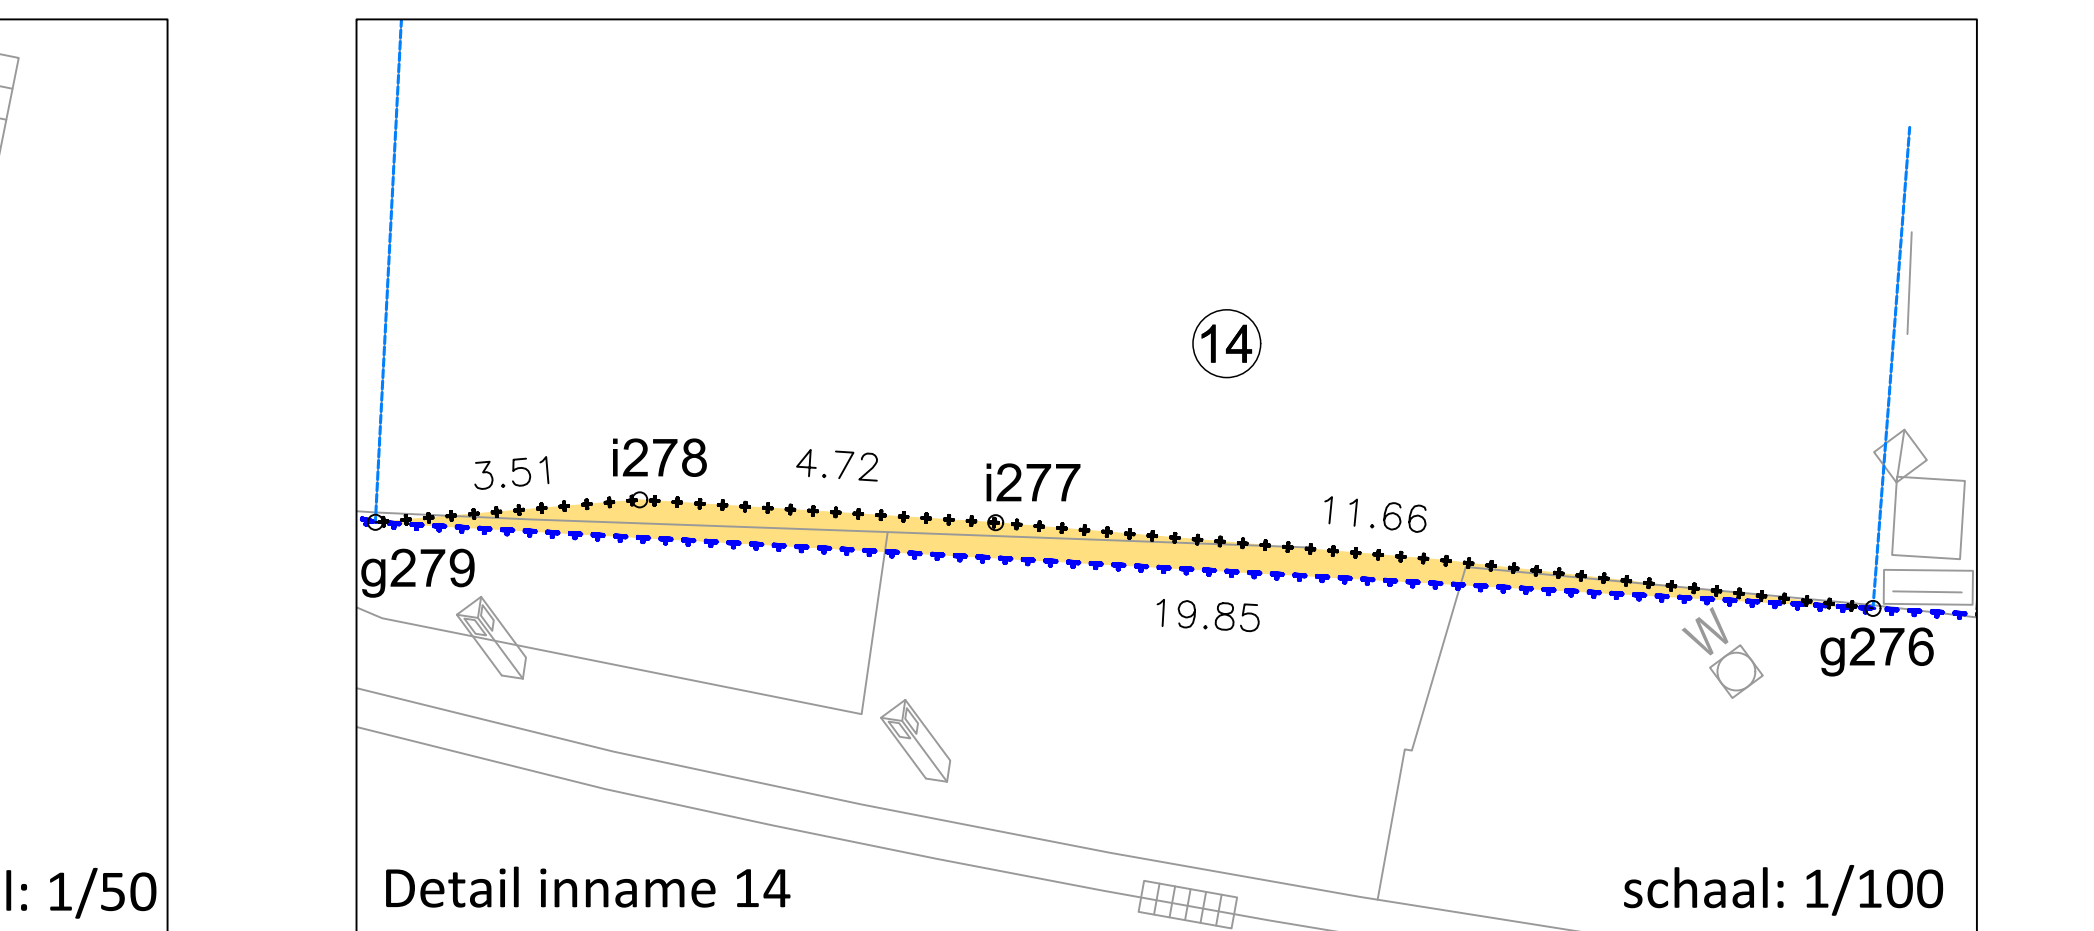 14
i278
4.72
3.51
i277
11.66
g279
19.85
W
g276
l: 1/50
Detail inname 14
schaal: 1/100